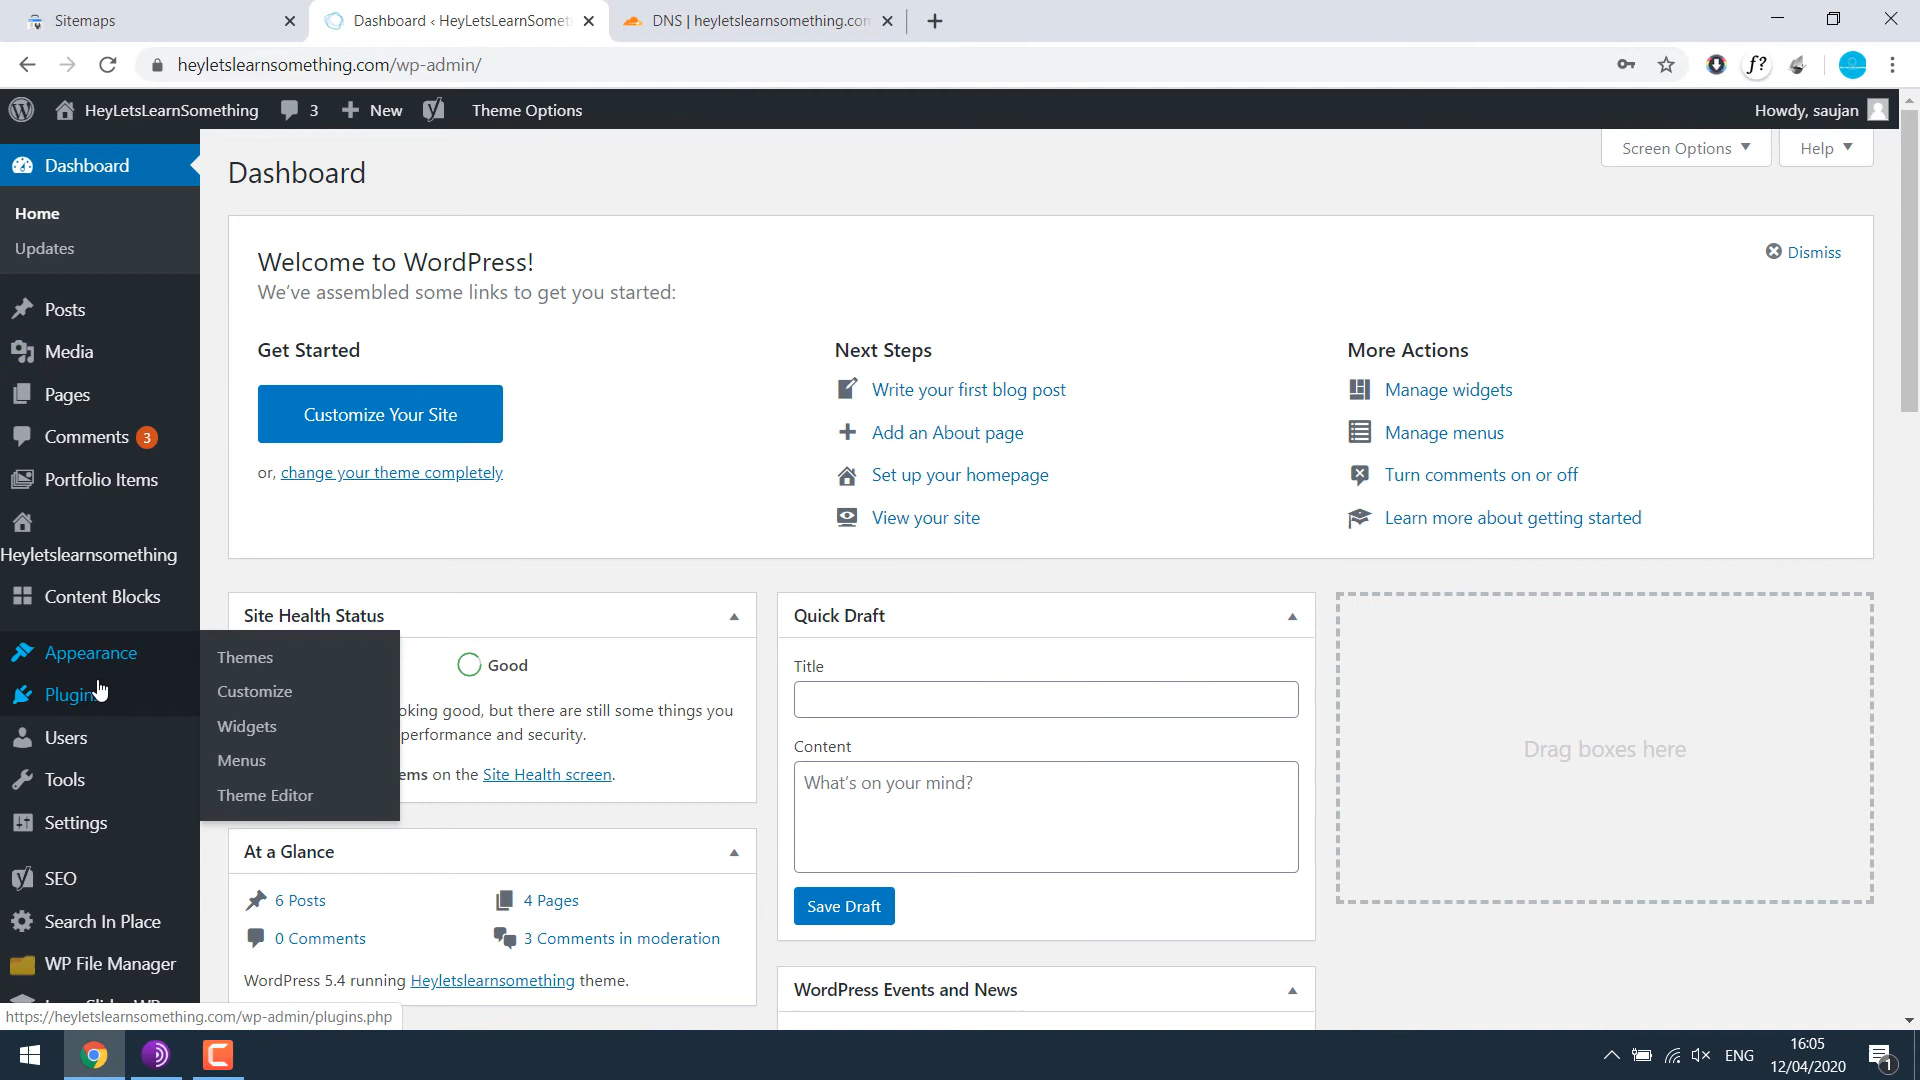 Sitemaps
Dashboard ‹ HeyLetsLearnSomet
DNS | heyletslearnsomething.con
heyletslearnsomething.com/wp-admin/
f?
HeyLetsLearnSomething
3
New
Theme Options
Howdy, saujan
Dashboard
Home
Updates
Posts
Media
Pages
Comments 3
Portfolio Items
Heyletslearnsomething
Content Blocks
Appearance
Plugin
Users
Tools
Settings
SEO
Search In Place
WP File Manager
Themes
Customize
Widgets
Menus
Theme Editor
Dashboard
Screen Options
Help
Welcome to WordPress!
We've assembled some links to get you started:
Dismiss
Get Started
Customize Your Site
or, change your theme completely
Next Steps
Write your first blog post
Add an About page
Set up your homepage
View your site
More Actions
Manage widgets
Manage menus
Turn comments on or off
Learn more about getting started
Site Health Status
Good
oking good, but there are still some things you
performance and security.
ems on the Site Health screen.
At a Glance
6 Posts
4 Pages
0 Comments
3 Comments in moderation
WordPress 5.4 running Heyletslearnsomething theme.
Quick Draft
Title
Content
What's on your mind?
Save Draft
WordPress Events and News
Drag boxes here
https://heyletslearnsomething.com/wp-admin/plugins.php
ENG
16:05
12/04/2020
1